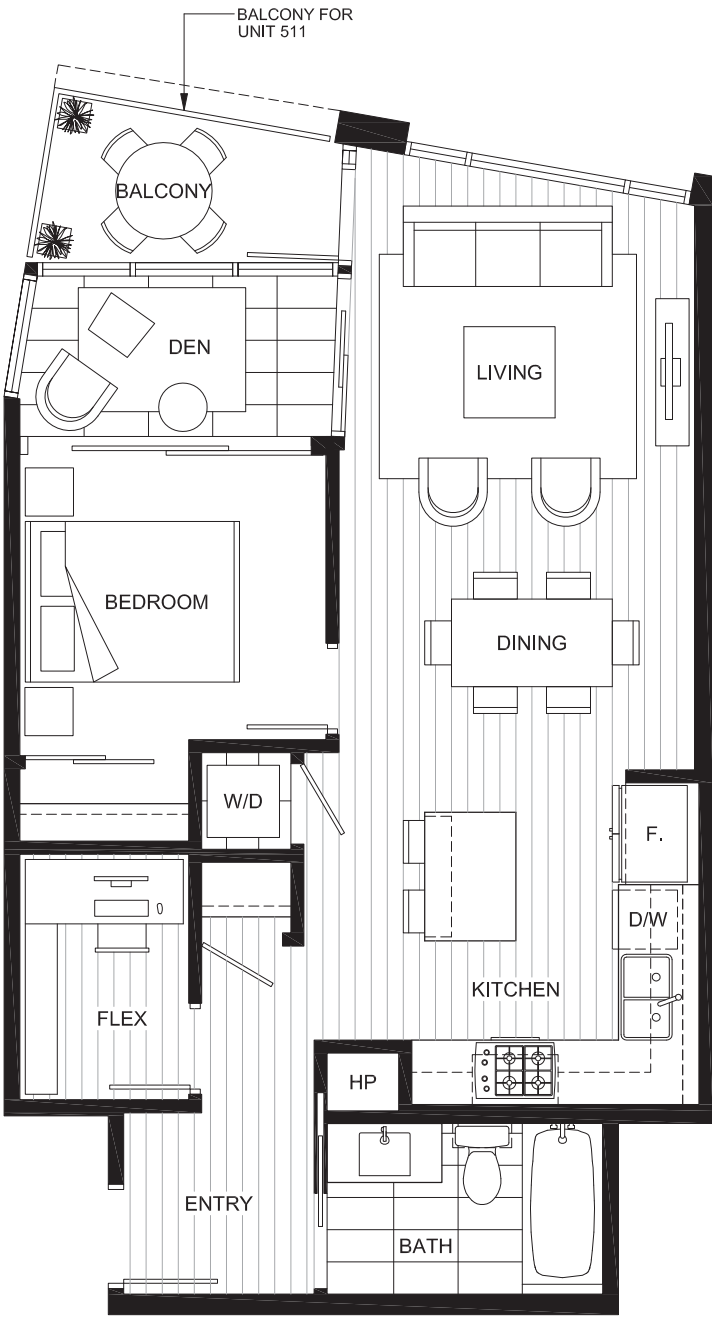 BALCONY FOR
UNIT 511
BALCONY
DEN
LIVING
BEDROOM
DINING
W/D
F.
D/W
KITCHEN
FLEX
HP
ENTRY
BATH